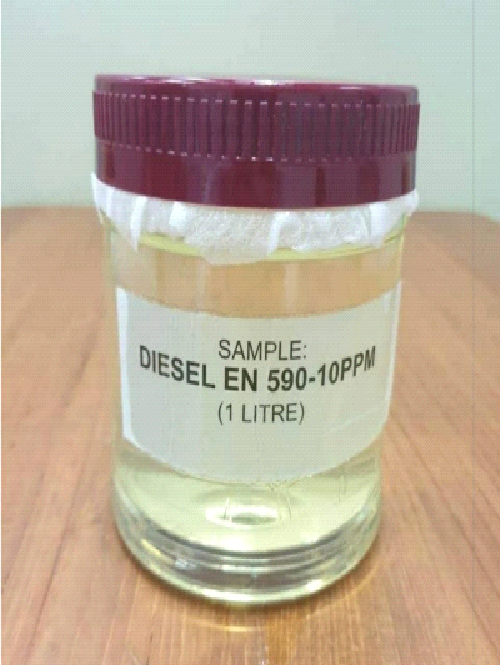 SAMPLE:
DIESEL EN 590-10PPM
(1 LITRE)